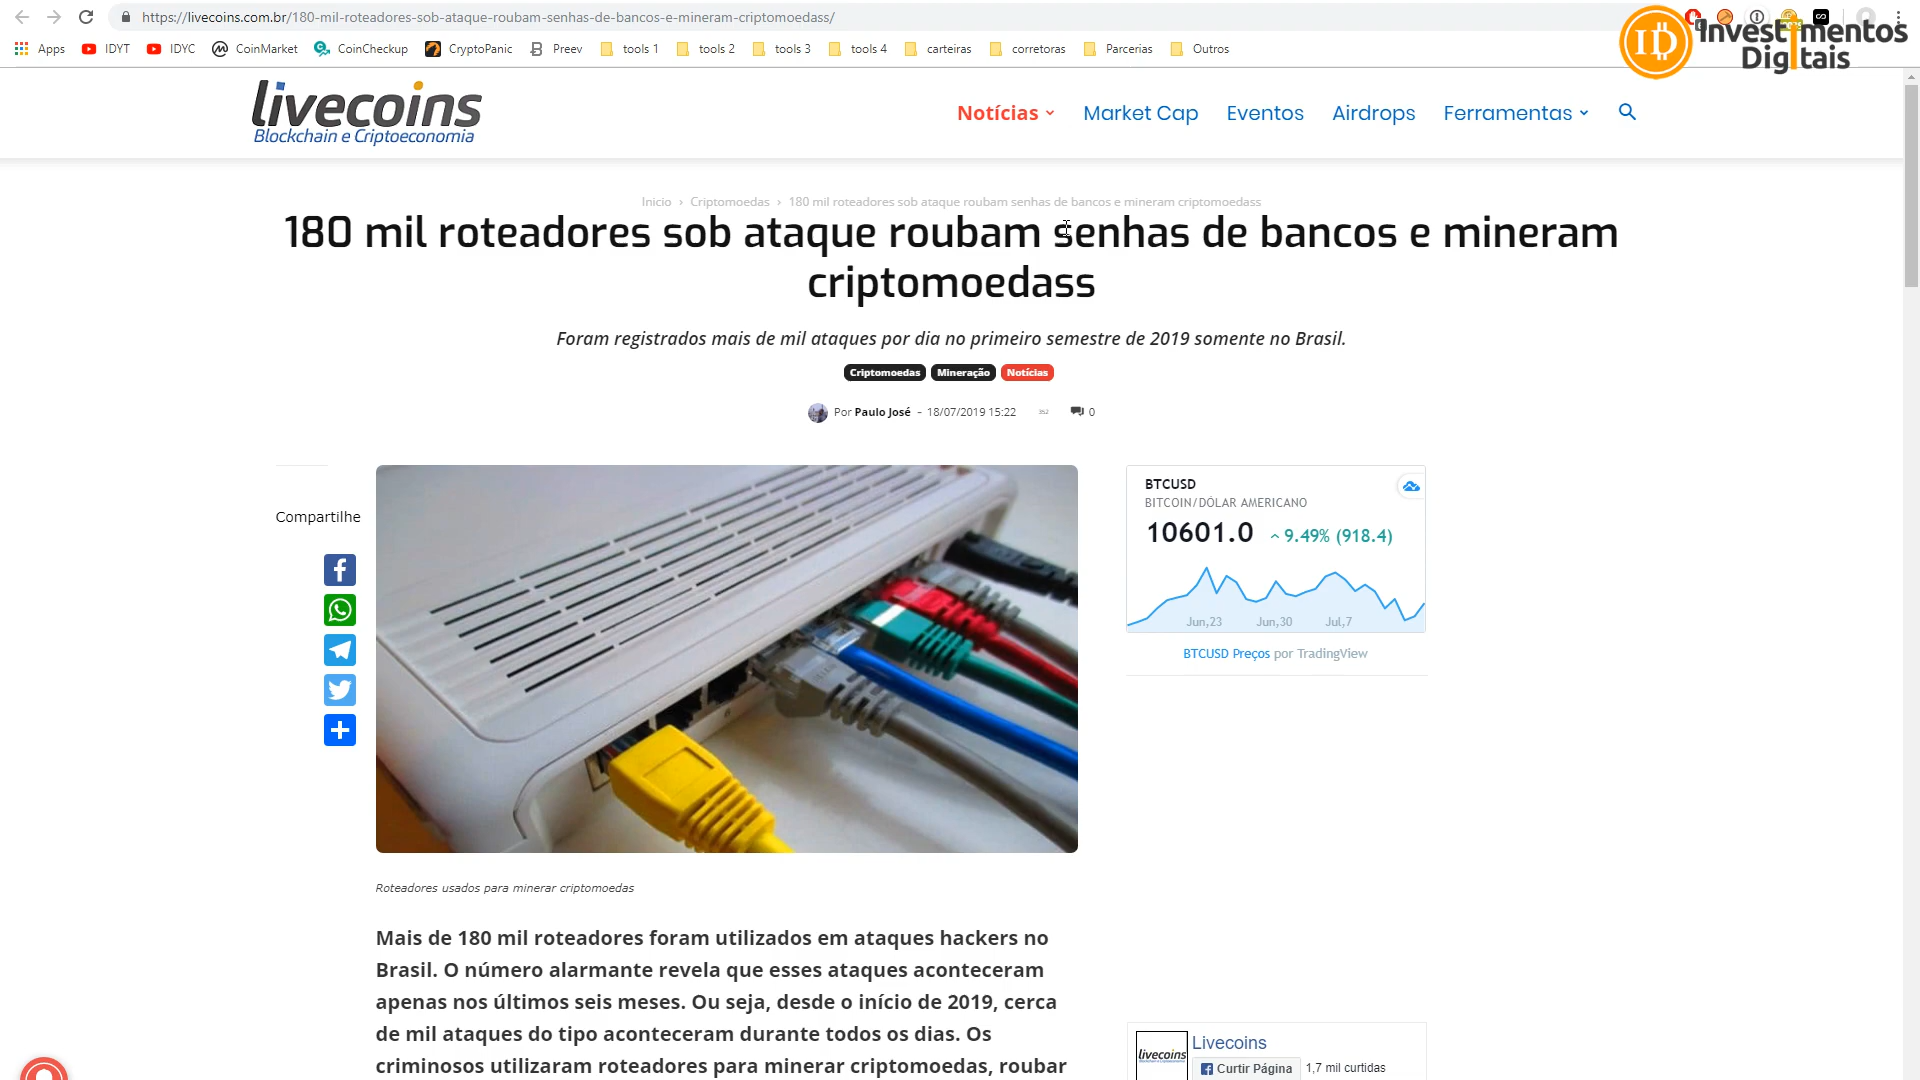 https://livecoins.com.br/180-mil-roteadores-sob-ataque-roubam-senhas-de-bancos-e-mineram-criptomoedass/
Apps IDYT IDYC CoinMarket CoinCheckup CryptoPanic Preev tools 1 tools 2 tools 3 tools 4 carteiras corretoras Parcerias Outros
Investimentos
Digitais
livecoins
Blockchain e Criptoeconomia
Notícias Market Cap Eventos Airdrops Ferramentas
Inicio › Criptomoedas › 180 mil roteadores sob ataque roubam senhas de bancos e mineram criptomoedass
180 mil roteadores sob ataque roubam senhas de bancos e mineram
criptomoedass
Foram registrados mais de mil ataques por dia no primeiro semestre de 2019 somente no Brasil.
Criptomoedas Mineração Notícias
Por Paulo José - 18/07/2019 15:22 352 0
Compartilhe
BTCUSD
BITCOIN/DÓLAR AMERICANO
10601.0 9.49% (918.4)
Jun,23 Jun,30 Jul,7
BTCUSD Preços por TradingView
Roteadores usados para minerar criptomoedas
Mais de 180 mil roteadores foram utilizados em ataques hackers no
Brasil. O número alarmante revela que esses ataques aconteceram
apenas nos últimos seis meses. Ou seja, desde o início de 2019, cerca
de mil ataques do tipo aconteceram durante todos os dias. Os
criminosos utilizaram roteadores para minerar criptomoedas, roubar
livecoins
Livecoins
Curtir Página 1,7 mil curtidas